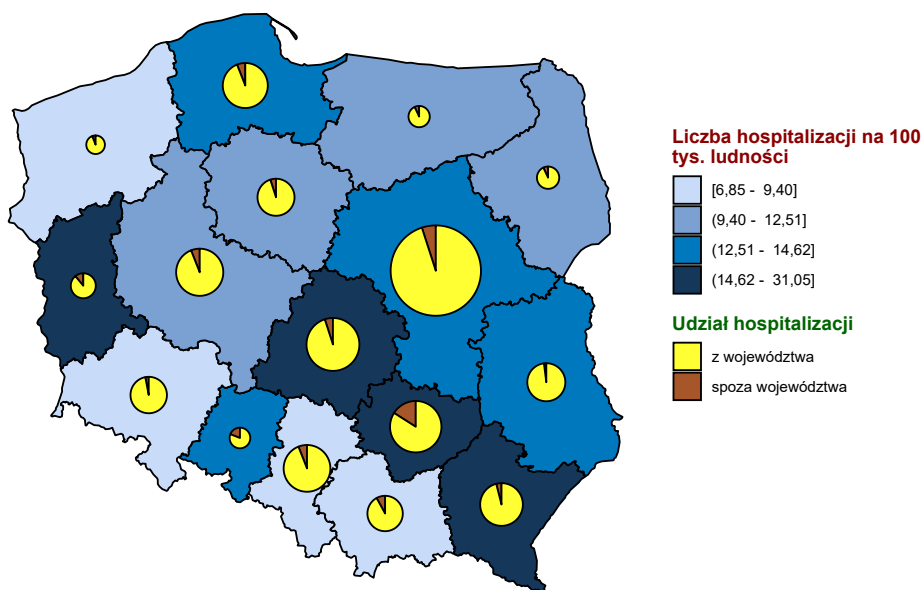 Liczba hospitalizacji na 100
tys. ludności
[6,85 - 9,40]
(9,40 - 12,51]
(12,51 - 14,62]
(14,62 - 31,05]
Udział hospitalizacji
z województwa
spoza województwa